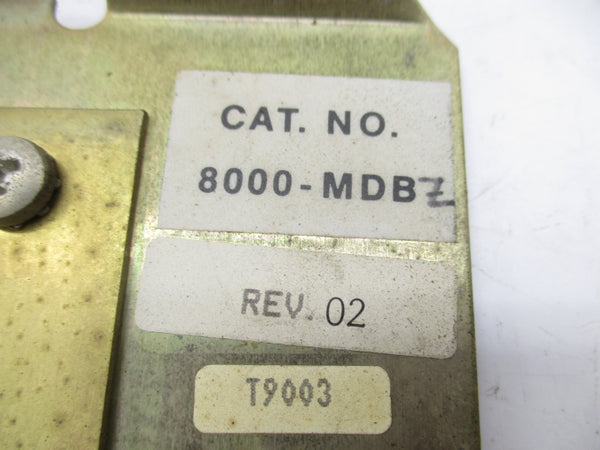 CAT. NO.
8000-MDBZ
REV. 02
T9003